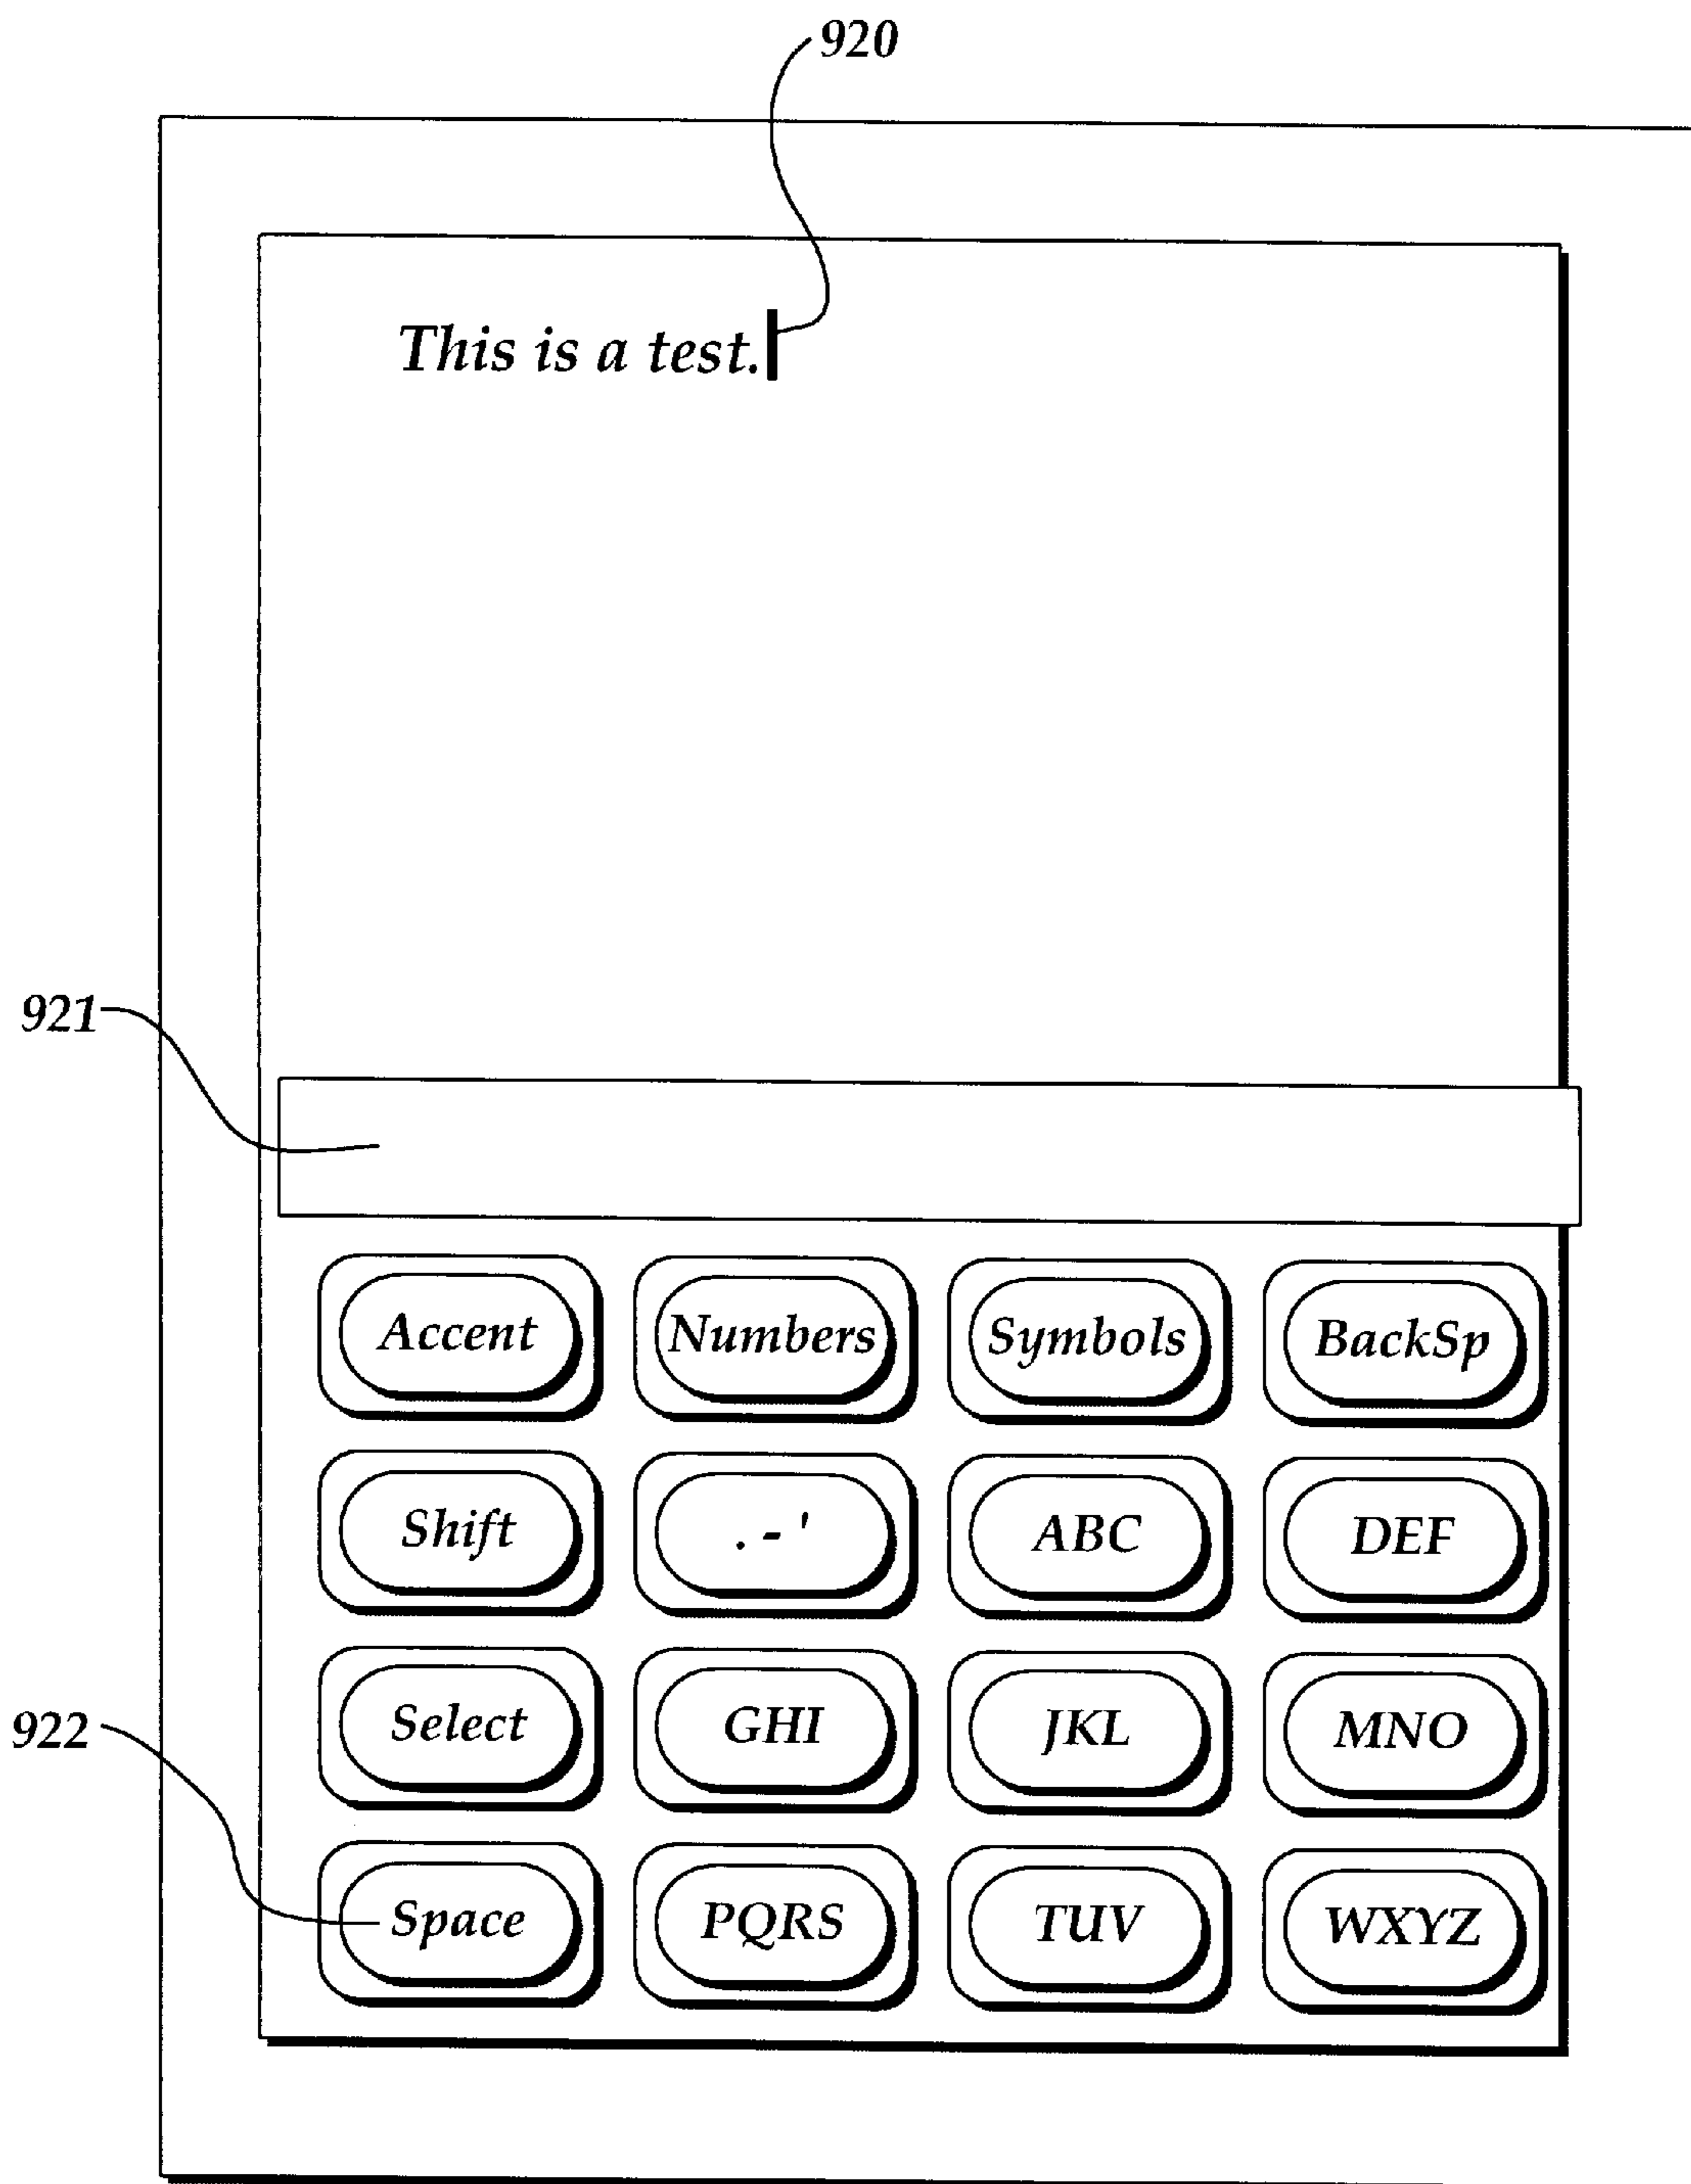 920
This is a test.
921
Accent Numbers Symbols BackSp
Shift . - ' ABC DEF
Select GHI JKL MNO
922
Space PQRS TUV WXYZ